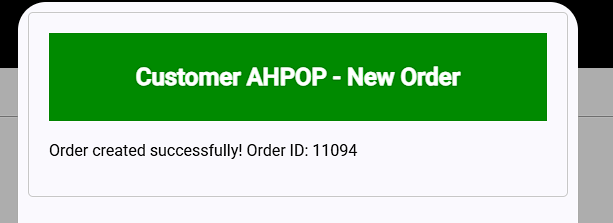 Customer AHPOP - New Order
Order created successfully! Order ID: 11094